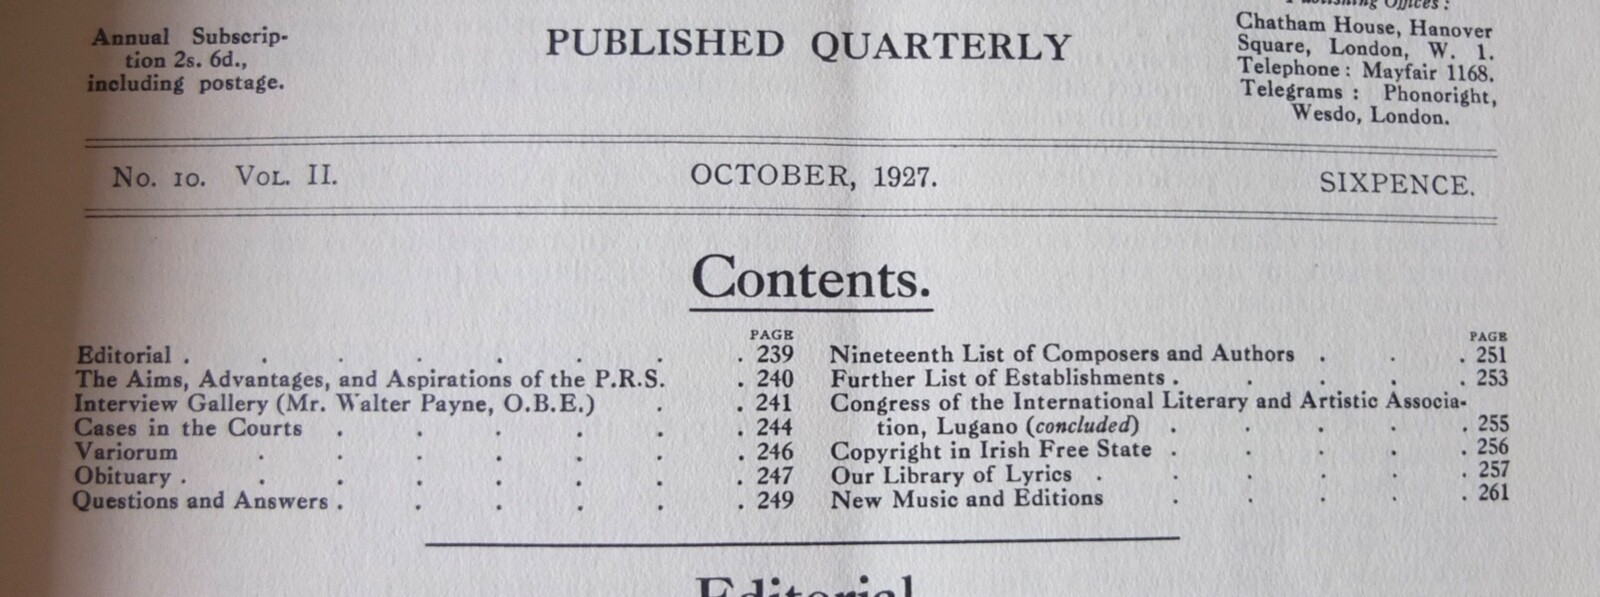 Publishing Offices:
Annual Subscrip-
tion 2s. 6d.,
including postage.
PUBLISHED QUARTERLY
Chatham House, Hanover
Square, London, W. 1.
Telephone: Mayfair 1168.
Telegrams: Phonoright,
Wesdo, London.
No. 10. Vol. II.
OCTOBER, 1927.
SIXPENCE.
Contents.
PAGE
Editorial . . . . . . . . 239
The Aims, Advantages, and Aspirations of the P.R.S. . 240
Interview Gallery (Mr. Walter Payne, O.B.E.) . . 241
Cases in the Courts . . . . . . 244
Variorum . . . . . . . 246
Obituary . . . . . . . . 247
Questions and Answers . . . . . . 249
PAGE
Nineteenth List of Composers and Authors . . . 251
Further List of Establishments . . . . . 253
Congress of the International Literary and Artistic Associa-
tion, Lugano (concluded) . . . . . 255
Copyright in Irish Free State . . . . . 256
Our Library of Lyrics . . . . . . 257
New Music and Editions . . . . . 261
Editorial